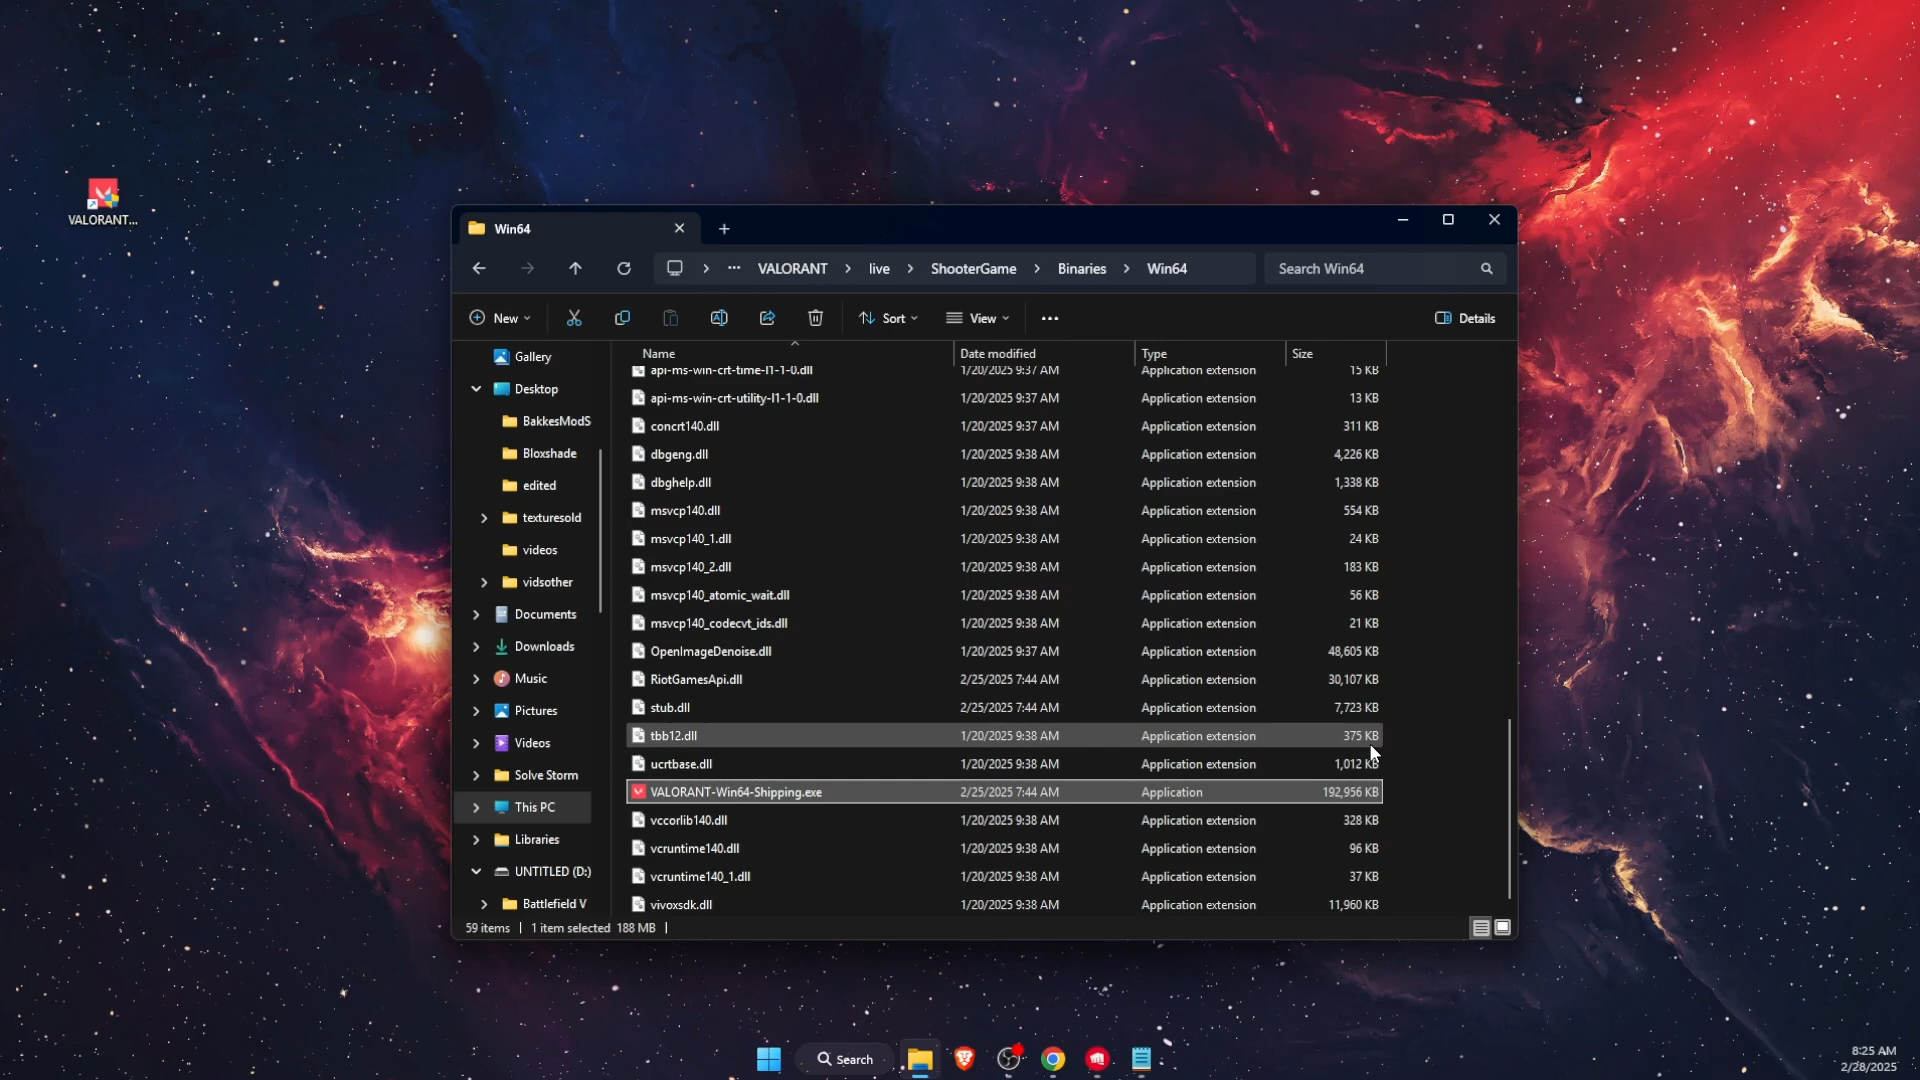 VALORANT...
Win64
VALORANT
live
ShooterGame
Binaries
Win64
Search Win64
New
Sort
View
Details
Gallery
Desktop
BakkesModS
Bloxshade
edited
texturesold
videos
vidsother
Documents
Downloads
Music
Pictures
Videos
Solve Storm
This PC
Libraries
UNTITLED (D:)
Battlefield V
Name Date modified Type Size
api-ms-win-crt-time-l1-1-0.dll 1/20/2025 9:37 AM Application extension 15 KB
api-ms-win-crt-utility-l1-1-0.dll 1/20/2025 9:37 AM Application extension 13 KB
concrt140.dll 1/20/2025 9:37 AM Application extension 311 KB
dbgeng.dll 1/20/2025 9:38 AM Application extension 4,226 KB
dbghelp.dll 1/20/2025 9:38 AM Application extension 1,338 KB
msvcp140.dll 1/20/2025 9:38 AM Application extension 554 KB
msvcp140_1.dll 1/20/2025 9:38 AM Application extension 24 KB
msvcp140_2.dll 1/20/2025 9:38 AM Application extension 183 KB
msvcp140_atomic_wait.dll 1/20/2025 9:38 AM Application extension 56 KB
msvcp140_codecvt_ids.dll 1/20/2025 9:38 AM Application extension 21 KB
OpenImageDenoise.dll 1/20/2025 9:37 AM Application extension 48,605 KB
RiotGamesApi.dll 2/25/2025 7:44 AM Application extension 30,107 KB
stub.dll 2/25/2025 7:44 AM Application extension 7,723 KB
tbb12.dll 1/20/2025 9:38 AM Application extension 375 KB
ucrtbase.dll 1/20/2025 9:38 AM Application extension 1,012 KB
VALORANT-Win64-Shipping.exe 2/25/2025 7:44 AM Application 192,956 KB
vccorlib140.dll 1/20/2025 9:38 AM Application extension 328 KB
vcruntime140.dll 1/20/2025 9:38 AM Application extension 96 KB
vcruntime140_1.dll 1/20/2025 9:38 AM Application extension 37 KB
vivoxsdk.dll 1/20/2025 9:38 AM Application extension 11,960 KB
59 items 1 item selected 188 MB
Search
8:25 AM
2/28/2025